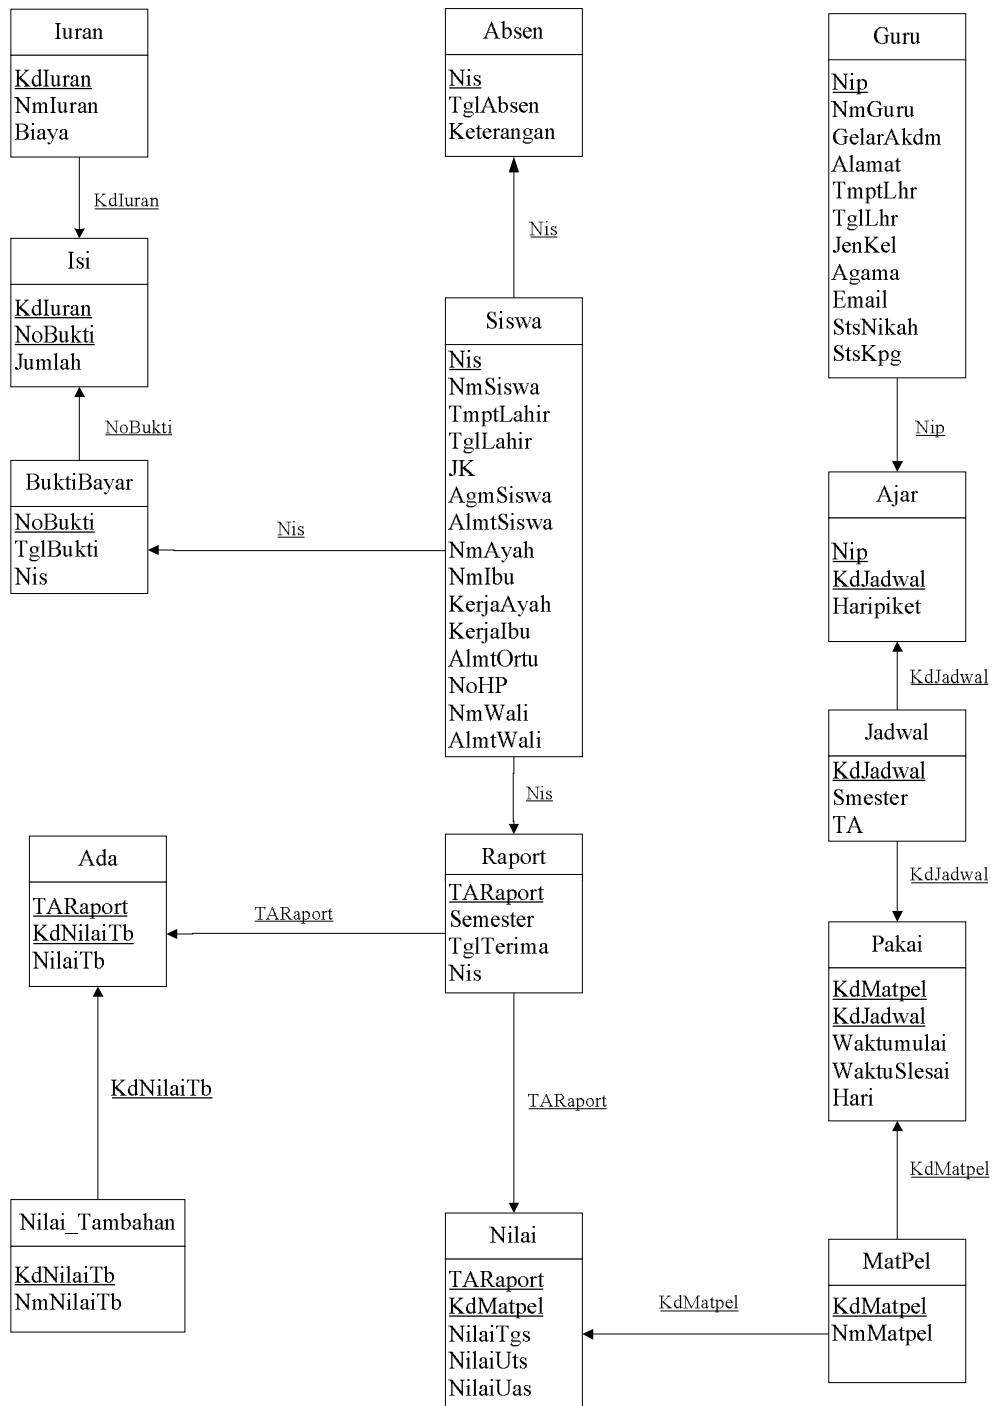 Iuran
KdIuran
NmIuran
Biaya
KdIuran
Isi
KdIuran
NoBukti
Jumlah
NoBukti
BuktiBayar
NoBukti
TglBukti
Nis
Nis
Absen
Nis
TglAbsen
Keterangan
Nis
Siswa
Nis
NmSiswa
TmptLahir
TglLahir
JK
AgmSiswa
AlmtSiswa
NmAyah
NmIbu
KerjaAyah
KerjaIbu
AlmtOrtu
NoHP
NmWali
AlmtWali
Nis
Raport
TARaport
Semester
TglTerima
Nis
TARaport
Ada
TARaport
KdNilaiTb
NilaiTb
KdNilaiTb
Nilai_Tambahan
KdNilaiTb
NmNilaiTb
TARaport
Nilai
TARaport
KdMatpel
NilaiTgs
NilaiUts
NilaiUas
KdMatpel
Guru
Nip
NmGuru
GelarAkdm
Alamat
TmptLhr
TglLhr
JenKel
Agama
Email
StsNikah
StsKpg
Nip
Ajar
Nip
KdJadwal
Haripiket
KdJadwal
Jadwal
KdJadwal
Smester
TA
KdJadwal
Pakai
KdMatpel
KdJadwal
Waktumulai
WaktuSlesai
Hari
KdMatpel
MatPel
KdMatpel
NmMatpel